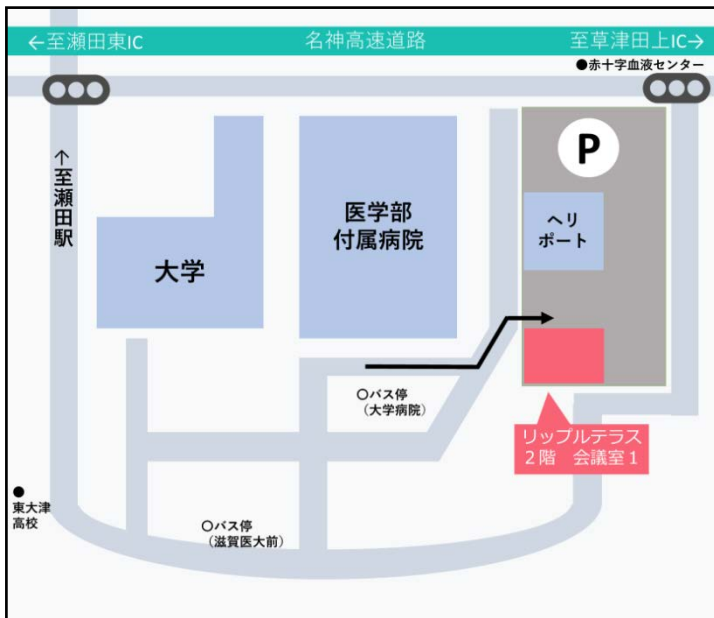 ←至瀬田東IC
名神高速道路
至草津田上IC→
●赤十字血液センター
P
↑至瀬田駅
医学部
付属病院
ヘリ
ポート
大学
○バス停
（大学病院）
リップルテラス
２階　会議室１
●
東大津
高校
○バス停
（滋賀医大前）